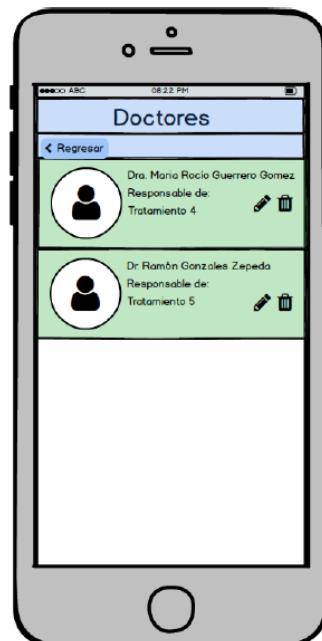 ABC 08:22 PM
Doctores
Regresar
Dra. Maria Rocío Guerrero Gomez
Responsable de:
Tratamiento 4
Dr. Ramón Gonzales Zepeda
Responsable de:
Tratamiento 5